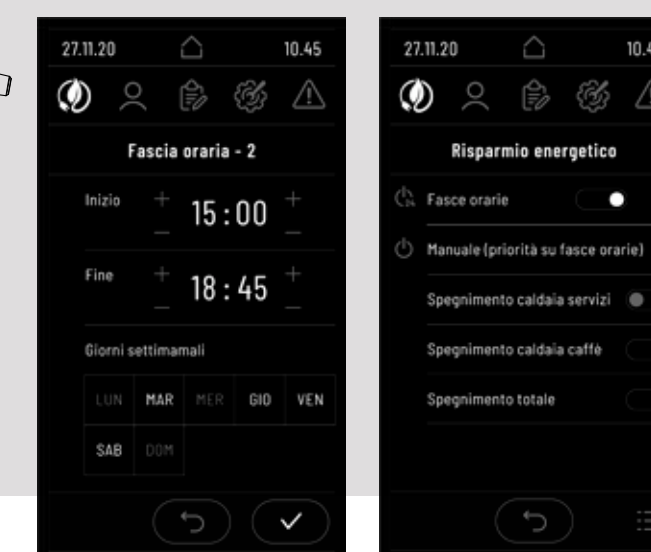 27.11.20 10.45
Fascia oraria - 2
Inizio 15:00
Fine 18:45
Giorni settimamali
LUN MAR MER GIO VEN
SAB DOM
27.11.20
Risparmio energetico
Fasce orarie
Manuale (priorità su fasce orarie)
Spegnimento caldaia servizi
Spegnimento caldaia caffè
Spegnimento totale